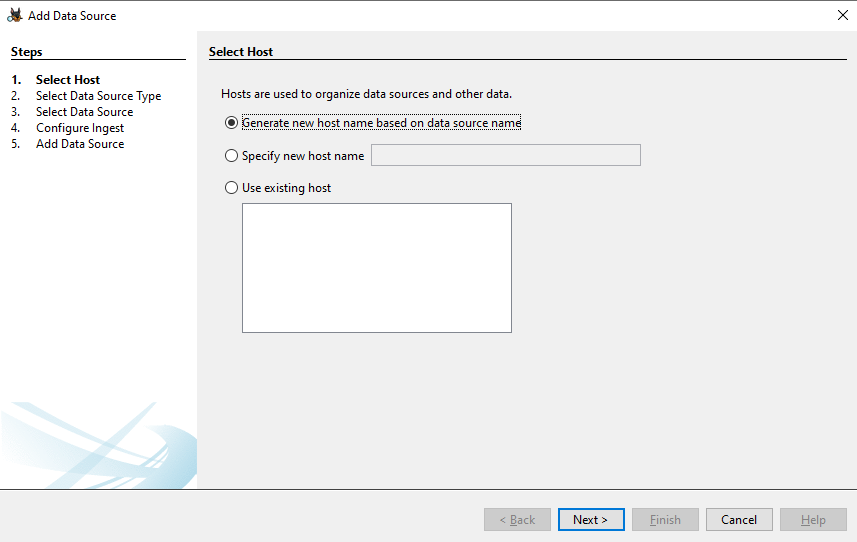 Add Data Source
Steps
1. Select Host
2. Select Data Source Type
3. Select Data Source
4. Configure Ingest
5. Add Data Source
Select Host
Hosts are used to organize data sources and other data.
Generate new host name based on data source name
Specify new host name
Use existing host
< Back
Next >
Finish
Cancel
Help